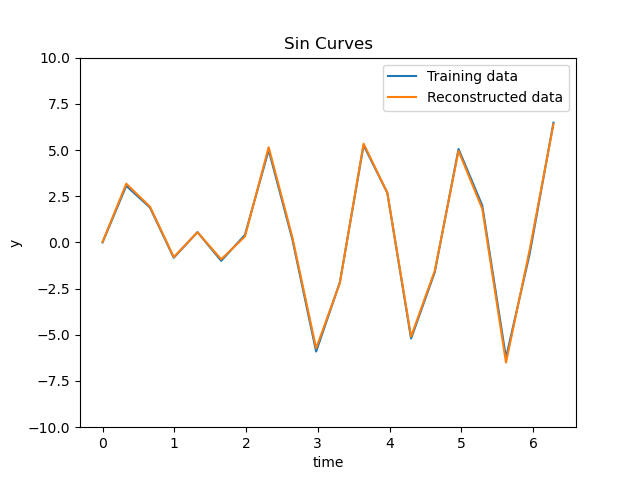 Sin Curves
Training data
Reconstructed data
10.0
7.5
5.0
2.5
0.0
−2.5
−5.0
−7.5
−10.0
y
0 1 2 3 4 5 6
time